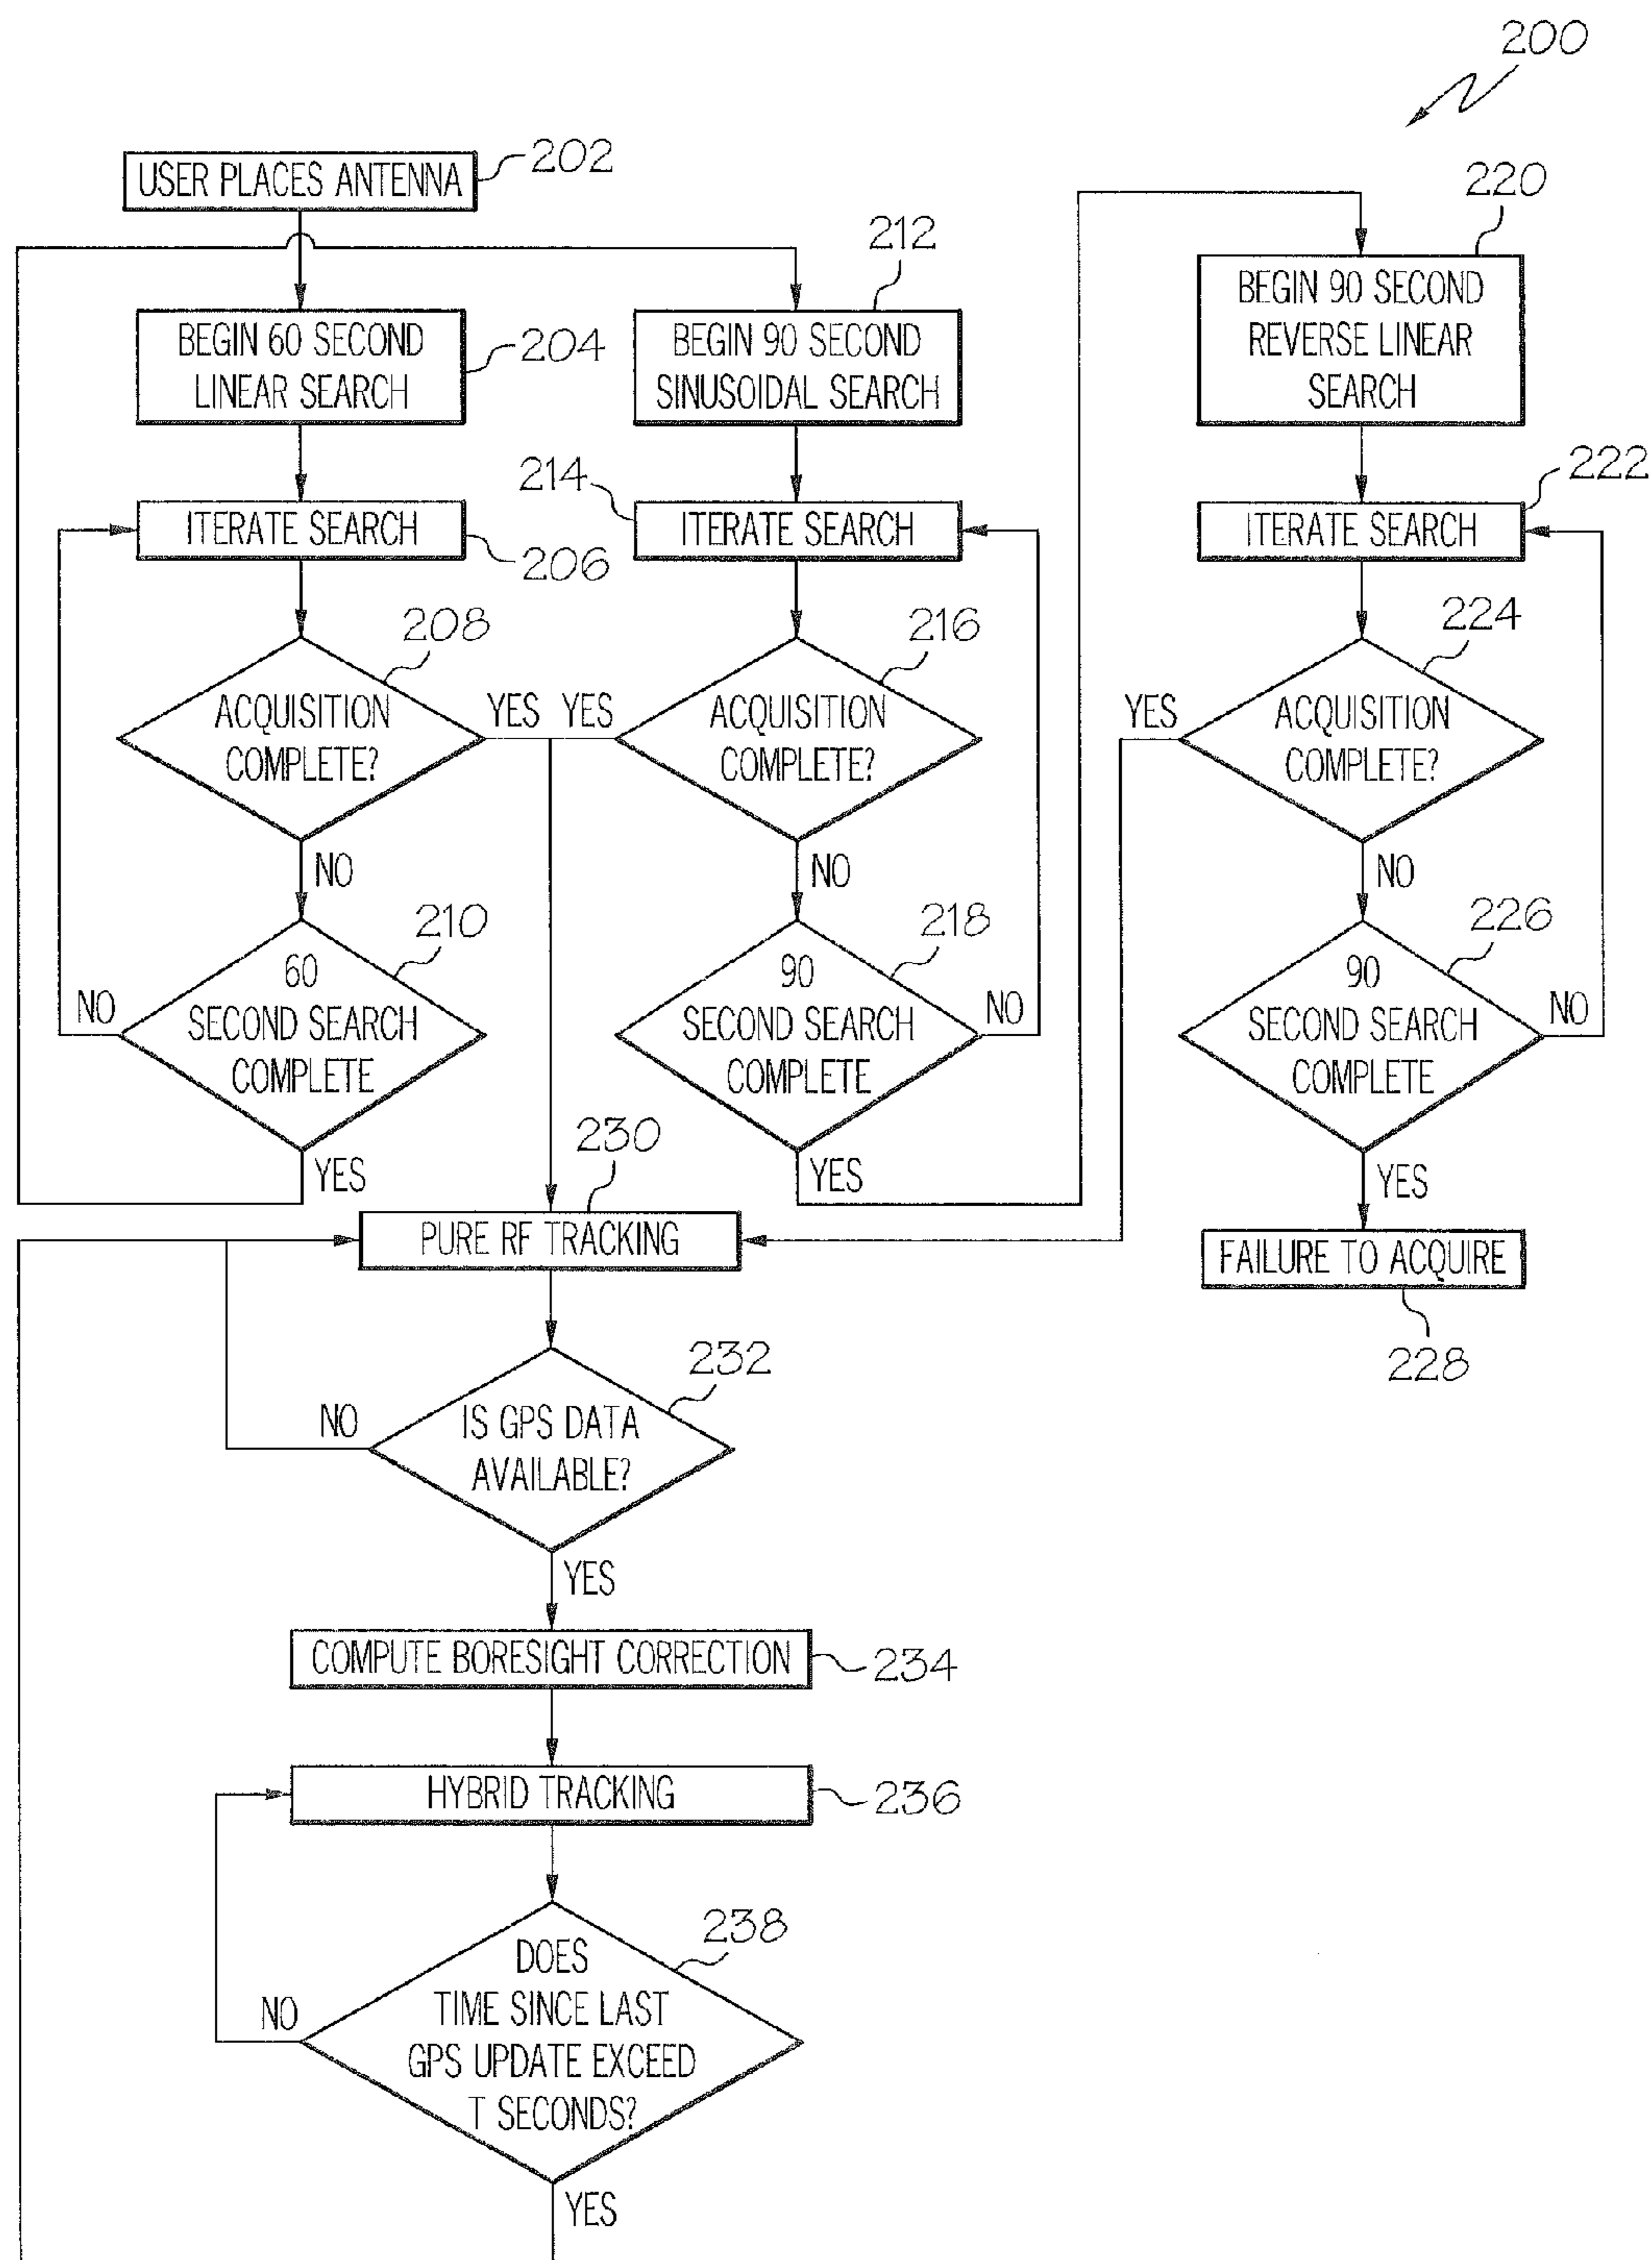 200
USER PLACES ANTENNA
202
BEGIN 60 SECOND
LINEAR SEARCH
204
ITERATE SEARCH
206
208
ACQUISITION
COMPLETE?
YES
NO
210
60
SECOND SEARCH
COMPLETE
NO
YES
212
BEGIN 90 SECOND
SINUSOIDAL SEARCH
214
ITERATE SEARCH
216
YES
ACQUISITION
COMPLETE?
NO
218
90
SECOND SEARCH
COMPLETE
NO
YES
220
BEGIN 90 SECOND
REVERSE LINEAR
SEARCH
222
ITERATE SEARCH
224
YES
ACQUISITION
COMPLETE?
NO
226
90
SECOND SEARCH
COMPLETE
NO
YES
FAILURE TO ACQUIRE
228
230
PURE RF TRACKING
232
NO
IS GPS DATA
AVAILABLE?
YES
COMPUTE BORESIGHT CORRECTION
234
HYBRID TRACKING
236
238
DOES
TIME SINCE LAST
GPS UPDATE EXCEED
T SECONDS?
NO
YES